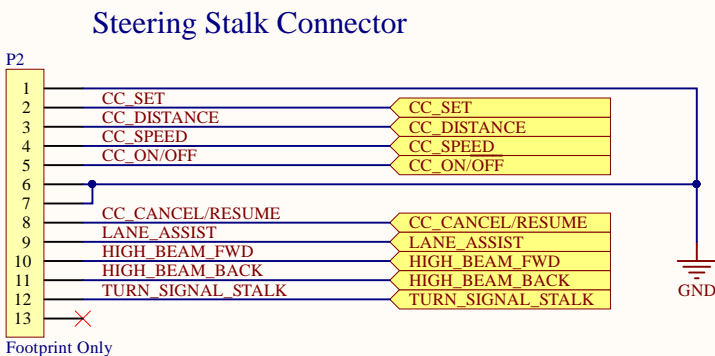 Steering Stalk Connector
P2
1
2 CC_SET CC_SET
3 CC_DISTANCE CC_DISTANCE
4 CC_SPEED CC_SPEED
5 CC_ON/OFF CC_ON/OFF
6
7
8 CC_CANCEL/RESUME CC_CANCEL/RESUME
9 LANE_ASSIST LANE_ASSIST
10 HIGH_BEAM_FWD HIGH_BEAM_FWD
11 HIGH_BEAM_BACK HIGH_BEAM_BACK
12 TURN_SIGNAL_STALK TURN_SIGNAL_STALK
13
GND
Footprint Only